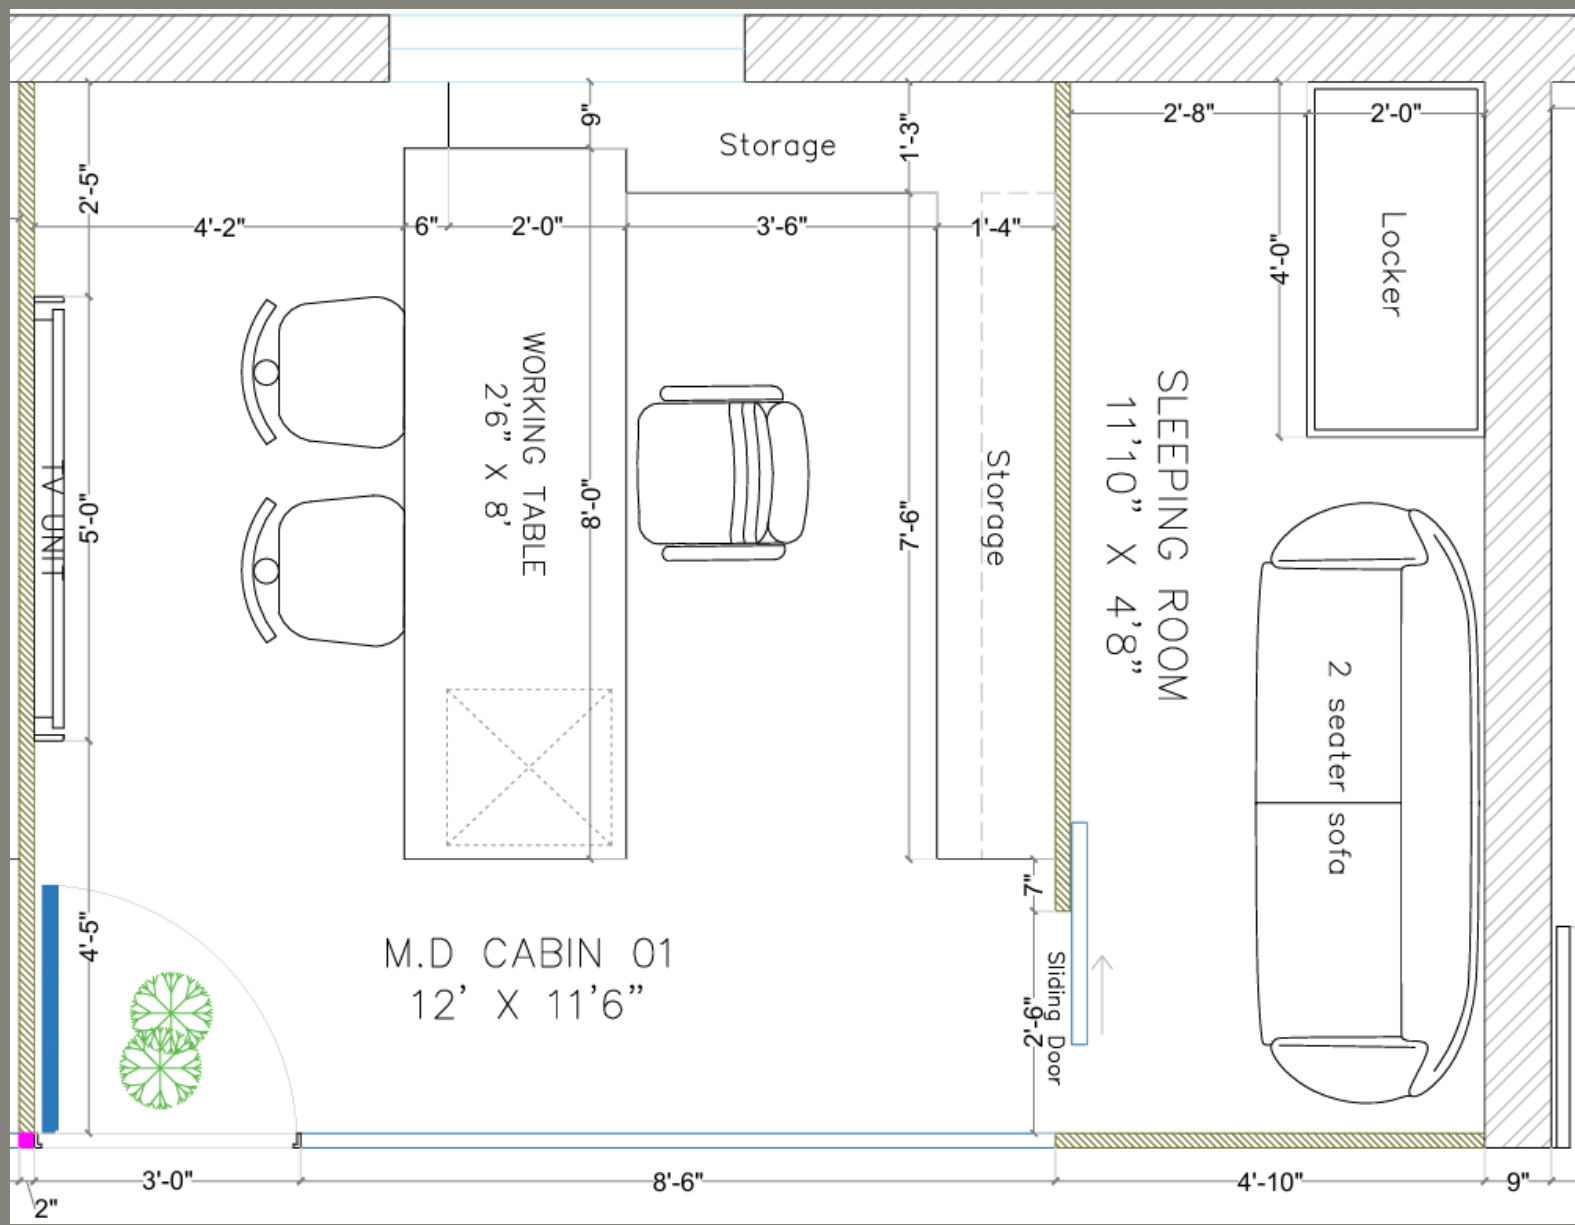 9"
1'-3"
Storage
2'-8"
2'-0"
2'-5"
4'-2"
6"
2'-0"
3'-6"
1'-4"
4'-0"
Locker
WORKING TABLE
2'6" X 8'
8'-0"
TV UNIT
5'-0"
7'-6"
Storage
SLEEPING ROOM
11'10" X 4'8"
2 seater sofa
7"
4'-5"
M.D CABIN 01
12' X 11'6"
Sliding Door
2'-6"
3'-0"
8'-6"
4'-10"
9"
2"